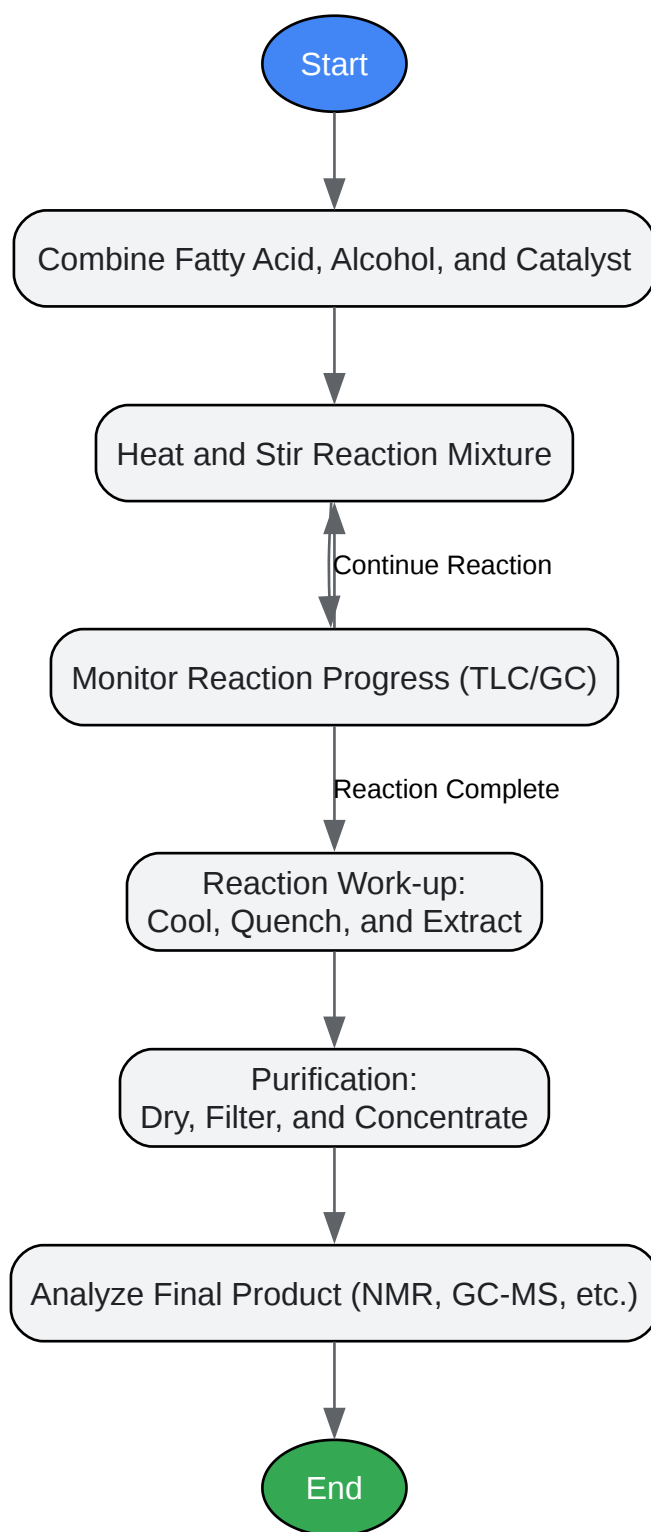 Start
Combine Fatty Acid, Alcohol, and Catalyst
Heat and Stir Reaction Mixture
Continue Reaction
Monitor Reaction Progress (TLC/GC)
Reaction Complete
Reaction Work-up:
Cool, Quench, and Extract
Purification:
Dry, Filter, and Concentrate
Analyze Final Product (NMR, GC-MS, etc.)
End